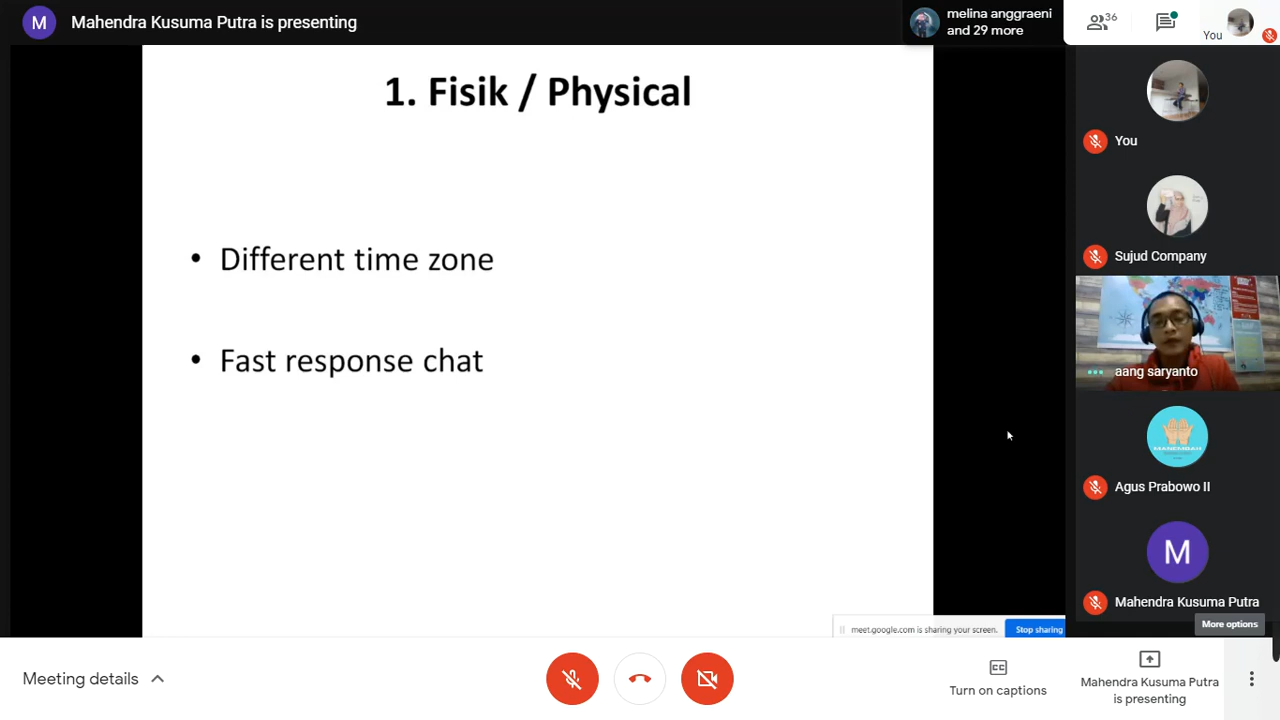 M
Mahendra Kusuma Putra is presenting
melina anggraeni
and 29 more
36
You
1. Fisik / Physical
• Different time zone
• Fast response chat
You
Sujud Company
aang saryanto
MANEMBAH
Agus Prabowo II
M
Mahendra Kusuma Putra
More options
meet.google.com is sharing your screen.
Stop sharing
Meeting details
CC
Turn on captions
Mahendra Kusuma Putra
is presenting